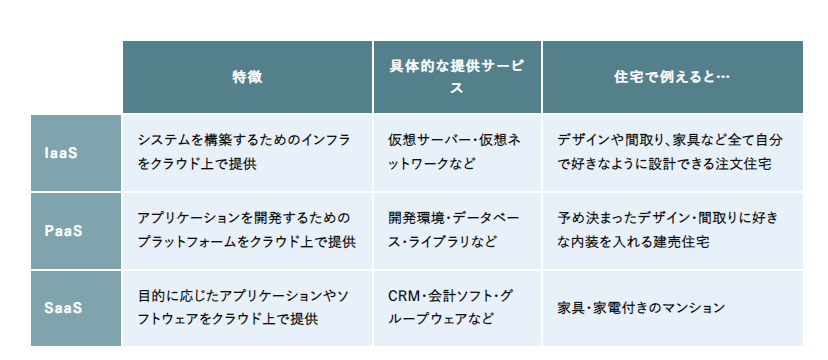 特徴
具体的な提供サービ
ス
住宅で例えると…
IaaS
システムを構築するためのインフラ
をクラウド上で提供
仮想サーバー・仮想ネ
ットワークなど
デザインや間取り、家具など全て自分
で好きなように設計できる注文住宅
PaaS
アプリケーションを開発するための
プラットフォームをクラウド上で提供
開発環境・データベー
ス・ライブラリなど
予め決まったデザイン・間取りに好き
な内装を入れる建売住宅
SaaS
目的に応じたアプリケーションやソ
フトウェアをクラウド上で提供
CRM・会計ソフト・グ
ループウェアなど
家具・家電付きのマンション